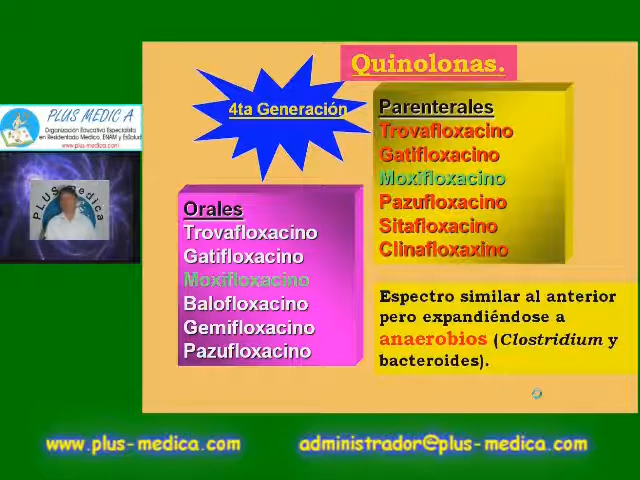 Quinolonas.
4ta Generación
Parenterales
Trovafloxacino
Gatifloxacino
Moxifloxacino
Pazufloxacino
Sitafloxacino
Clinafloxaxino
PLUS MEDIC A
Organización Educativa Especialista
en Residentado Médico, ENAM y EsSalud
www.plus-medica.com
PLUS Medica
Orales
Trovafloxacino
Gatifloxacino
Moxifloxacino
Balofloxacino
Gemifloxacino
Pazufloxacino
Espectro similar al anterior
pero expandiéndose a
anaerobios (Clostridium y
bacteroides).
www.plus-medica.com
administrador@plus-medica.com